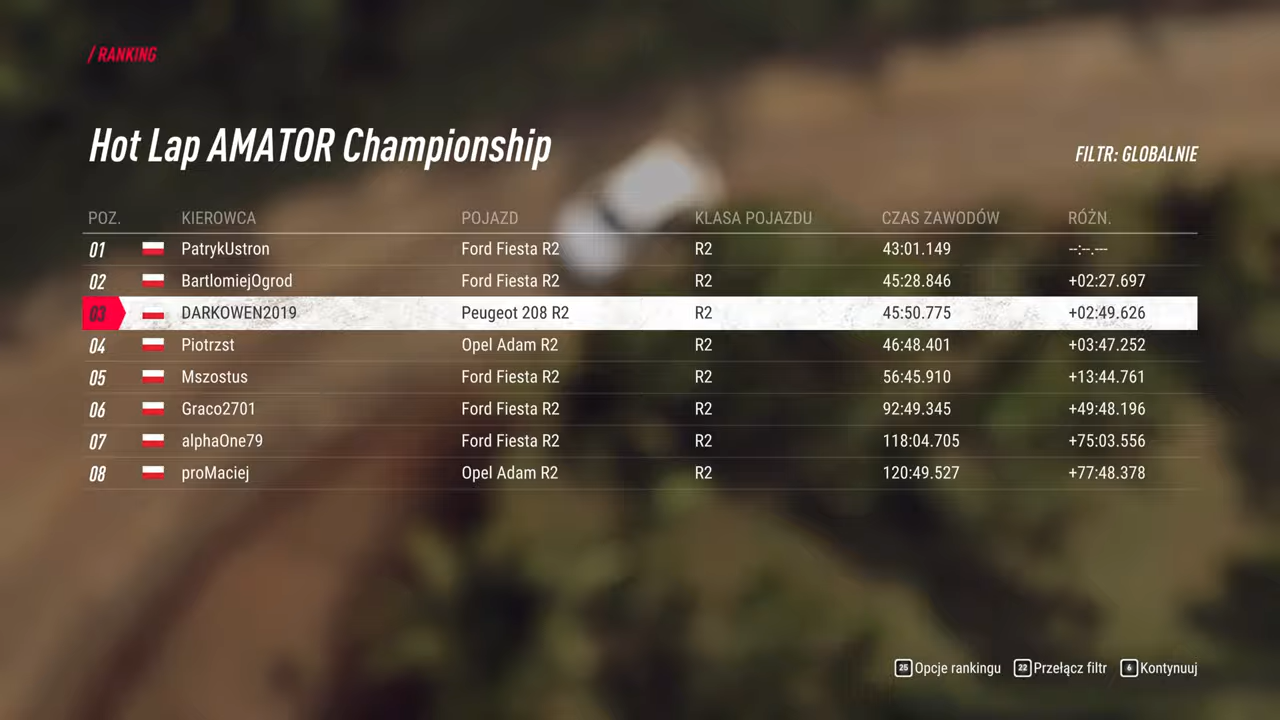 / RANKING
Hot Lap AMATOR Championship
FILTR: GLOBALNIE
POZ. KIEROWCA POJAZD KLASA POJAZDU CZAS ZAWODÓW RÓŻN.
01 PatrykUstron Ford Fiesta R2 R2 43:01.149 --:--.---
02 BartlomiejOgrod Ford Fiesta R2 R2 45:28.846 +02:27.697
03 DARKOWEN2019 Peugeot 208 R2 R2 45:50.775 +02:49.626
04 Piotrzst Opel Adam R2 R2 46:48.401 +03:47.252
05 Mszostus Ford Fiesta R2 R2 56:45.910 +13:44.761
06 Graco2701 Ford Fiesta R2 R2 92:49.345 +49:48.196
07 alphaOne79 Ford Fiesta R2 R2 118:04.705 +75:03.556
08 proMaciej Opel Adam R2 R2 120:49.527 +77:48.378
25 Opcje rankingu 22 Przełącz filtr 6 Kontynuuj